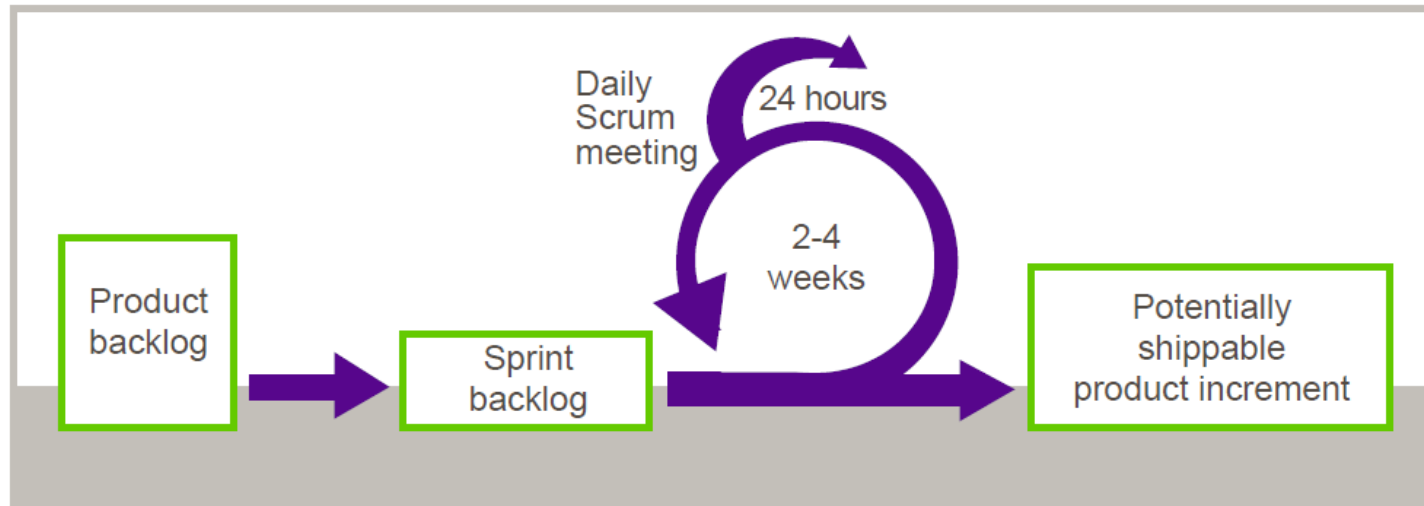 Daily
Scrum
meeting
24 hours
2-4
weeks
Product
backlog
Sprint
backlog
Potentially
shippable
product increment